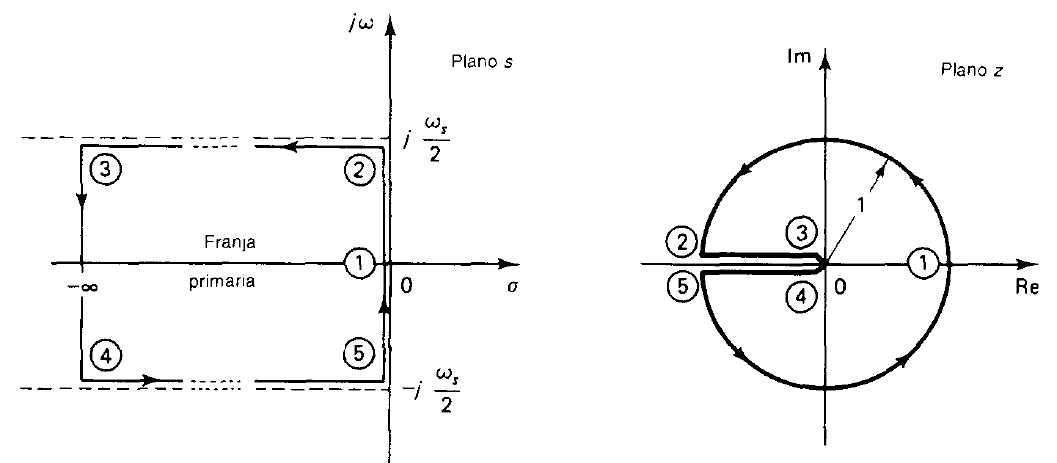 jω
Plano s
j ωs/2
③
②
Franja
①
primaria
−∞
0
σ
④
⑤
−j ωs/2
Im
Plano z
1
②
③
①
⑤
④
0
Re